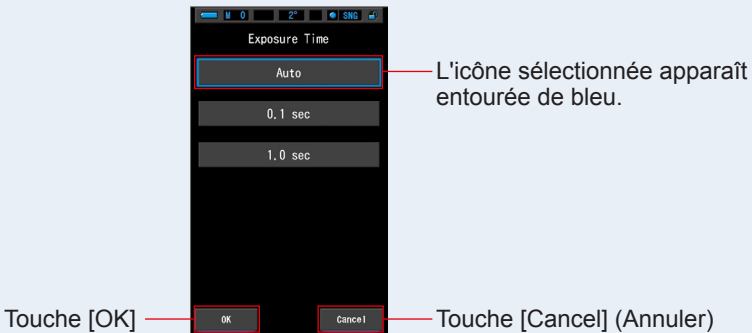 M 0 2° SNG
Exposure Time
Auto
L'icône sélectionnée apparaît
entourée de bleu.
0.1 sec
1.0 sec
Touche [OK]
OK
Cancel
Touche [Cancel] (Annuler)